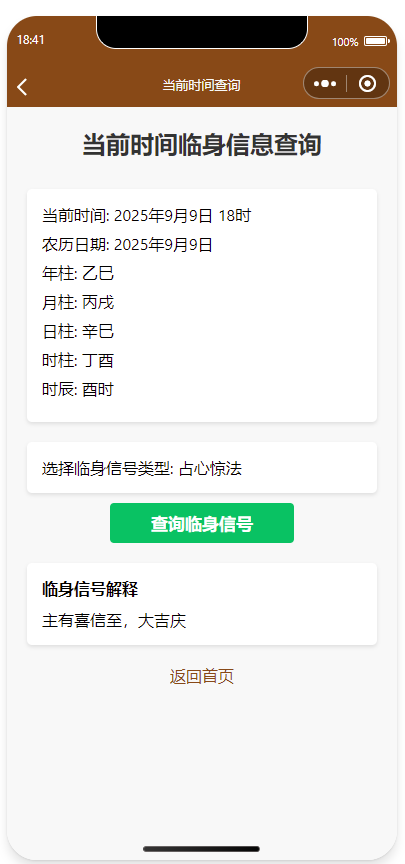 18:41
100%
当前时间查询
当前时间临身信息查询
当前时间: 2025年9月9日 18时
农历日期: 2025年9月9日
年柱: 乙巳
月柱: 丙戌
日柱: 辛巳
时柱: 丁酉
时辰: 酉时
选择临身信号类型: 占心惊法
查询临身信号
临身信号解释
主有喜信至，大吉庆
返回首页